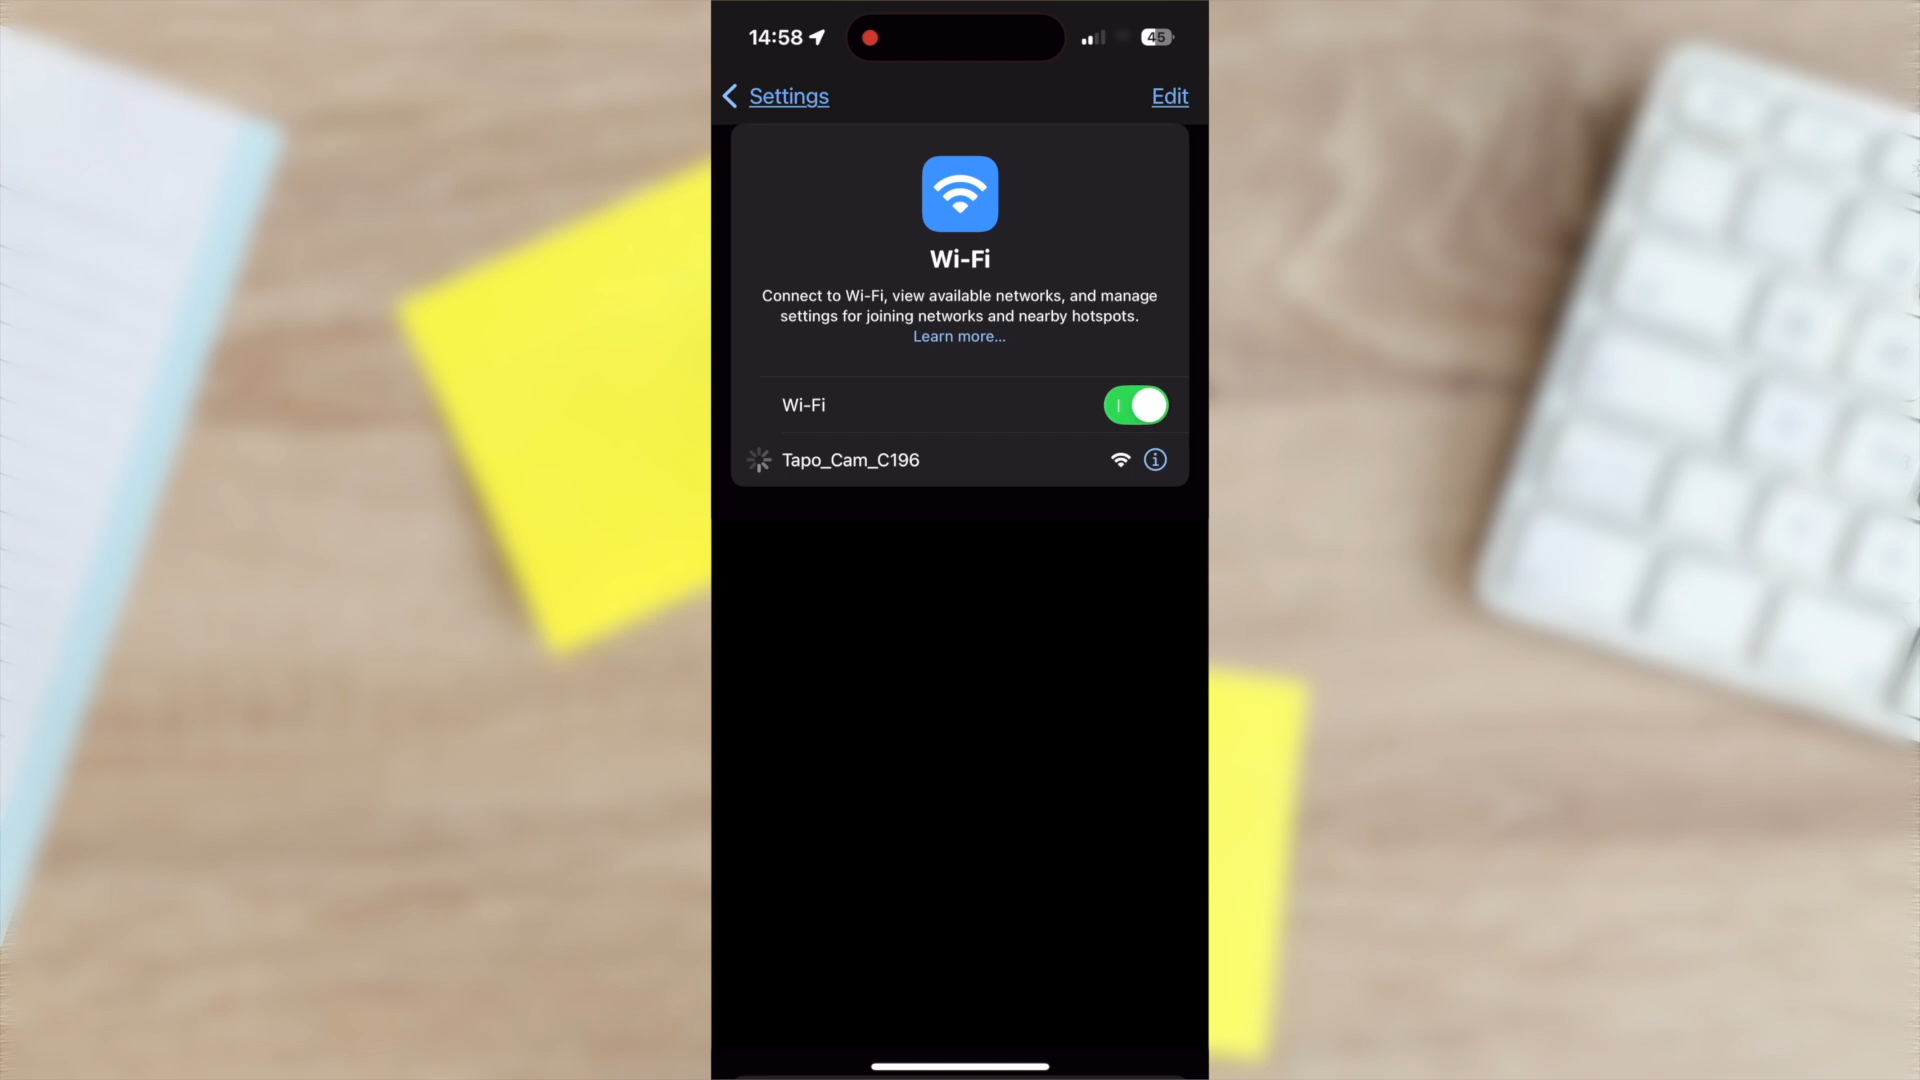 14:58
45
Settings
Edit
Wi-Fi
Connect to Wi-Fi, view available networks, and manage
settings for joining networks and nearby hotspots.
Learn more...
Wi-Fi
Tapo_Cam_C196